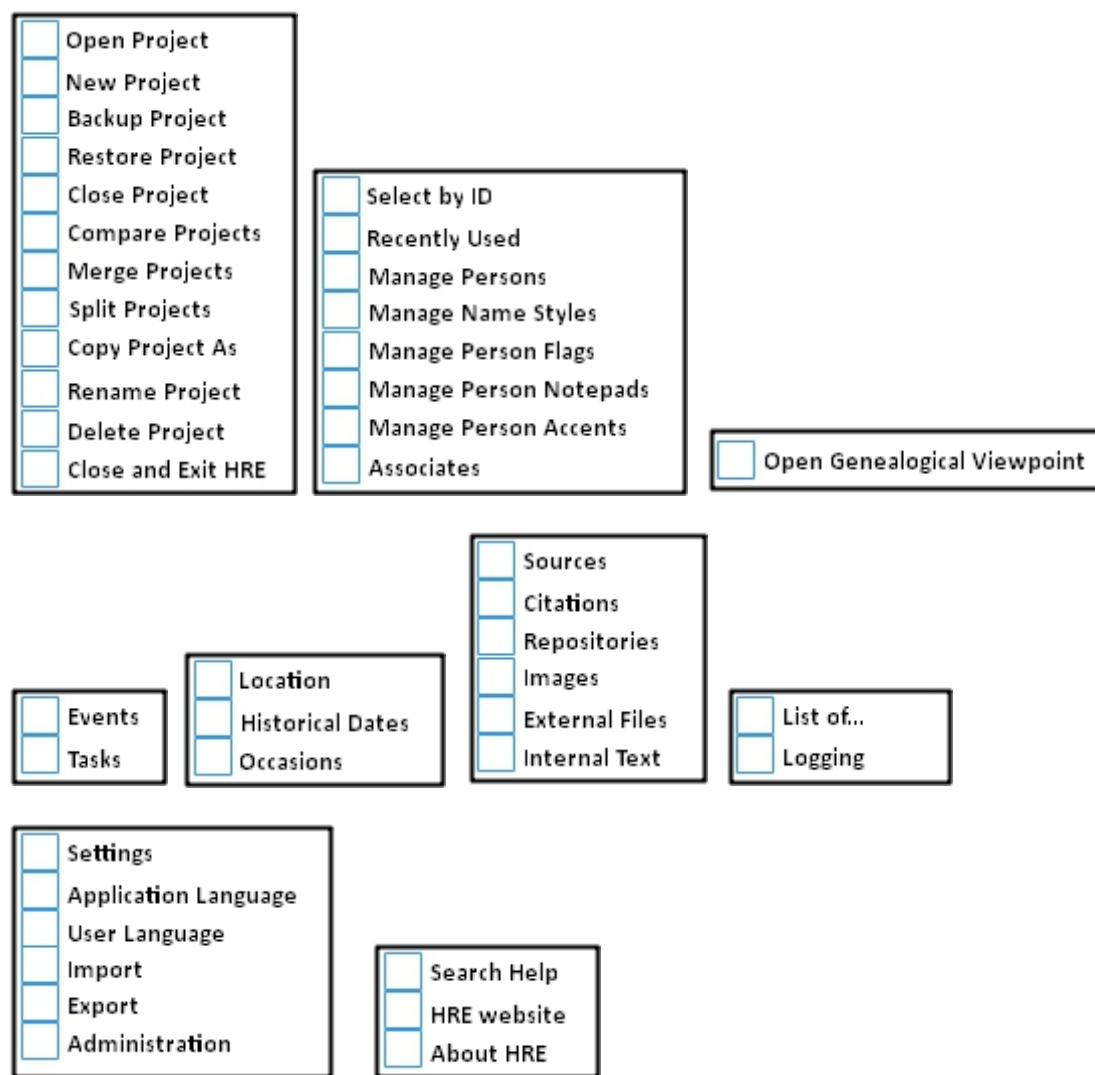 Open Project
New Project
Backup Project
Restore Project
Close Project
Compare Projects
Merge Projects
Split Projects
Copy Project As
Rename Project
Delete Project
Close and Exit HRE
Select by ID
Recently Used
Manage Persons
Manage Name Styles
Manage Person Flags
Manage Person Notepads
Manage Person Accents
Associates
Open Genealogical Viewpoint
Events
Tasks
Location
Historical Dates
Occasions
Sources
Citations
Repositories
Images
External Files
Internal Text
List of...
Logging
Settings
Application Language
User Language
Import
Export
Administration
Search Help
HRE website
About HRE